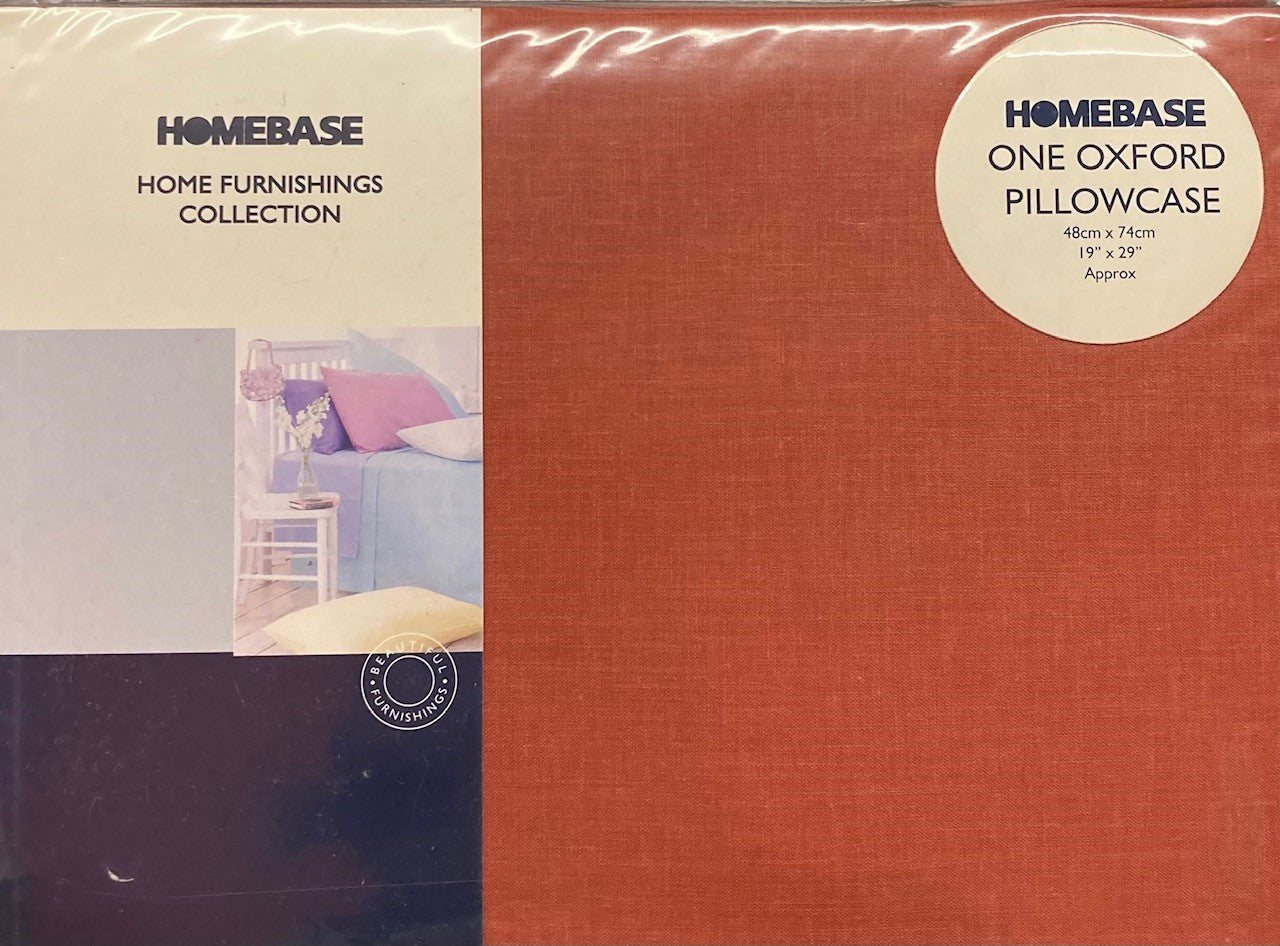 HOMEBASE
HOME FURNISHINGS
COLLECTION
BEAUTIFUL
FURNISHINGS
HOMEBASE
ONE OXFORD
PILLOWCASE
48cm x 74cm
19” x 29”
Approx